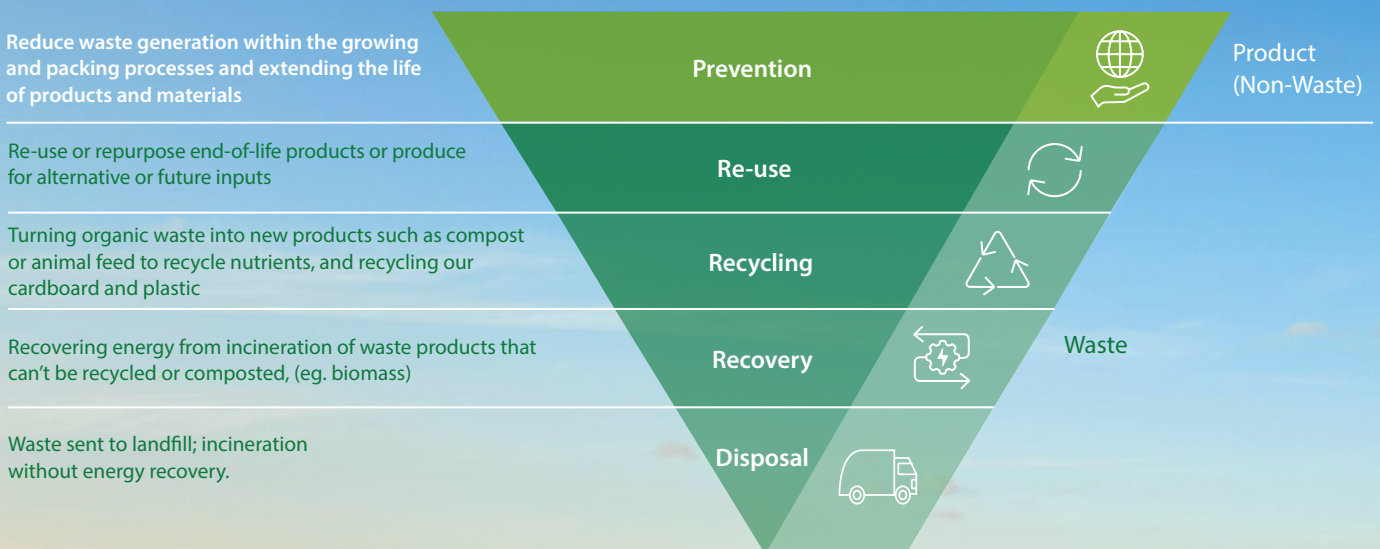 Reduce waste generation within the growing
and packing processes and extending the life
of products and materials
Prevention
Product
(Non-Waste)
Re-use or repurpose end-of-life products or produce
for alternative or future inputs
Re-use
Turning organic waste into new products such as compost
or animal feed to recycle nutrients, and recycling our
cardboard and plastic
Recycling
Recovering energy from incineration of waste products that
can’t be recycled or composted, (eg. biomass)
Recovery
Waste
Waste sent to landfill; incineration
without energy recovery.
Disposal